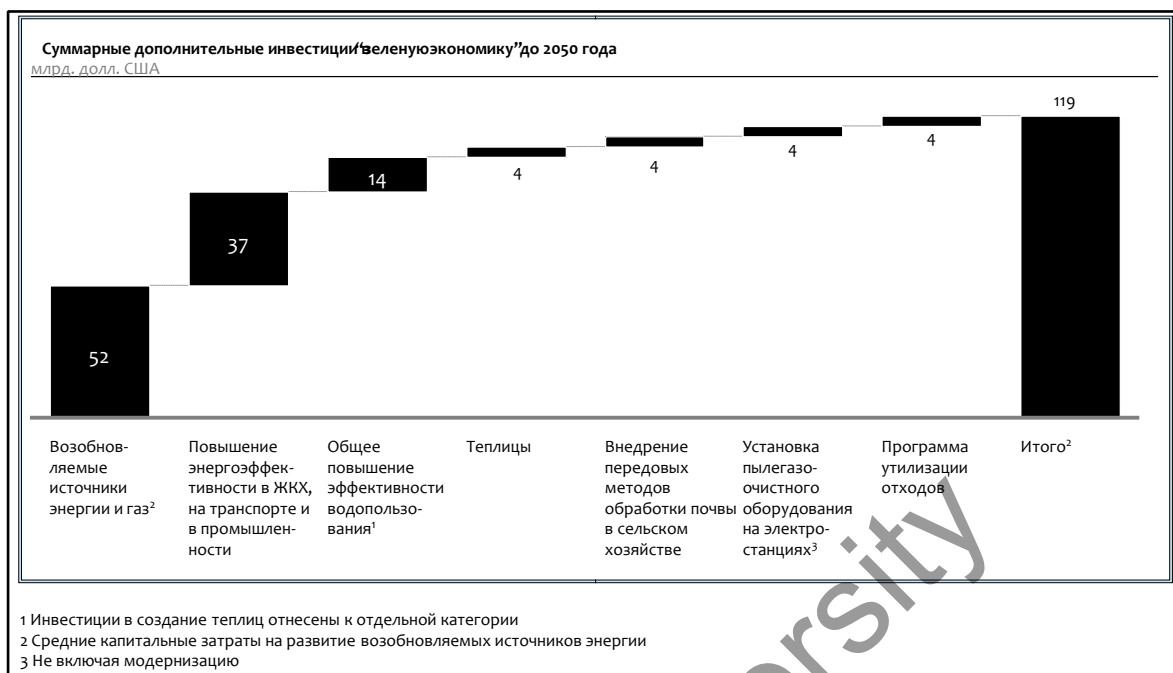 Суммарные дополнительные инвестиции в “зеленую экономику” до 2050 года
млрд. долл. США
119
4
4
4
4
14
37
52
Возобнов-
ляемые
источники
энергии и газ²
Повышение
энергоэффек-
тивности в ЖКХ,
на транспорте и
в промышлен-
ности
Общее
повышение
эффективности
водопользо-
вания¹
Теплицы
Внедрение
передовых
методов
обработки почвы
в сельском
хозяйстве
Установка
пылегазо-
очистного
оборудования
на электро-
станциях³
Программа
утилизации
отходов
Итого²
1 Инвестиции в создание теплиц отнесены к отдельной категории
2 Средние капитальные затраты на развитие возобновляемых источников энергии
3 Не включая модернизацию